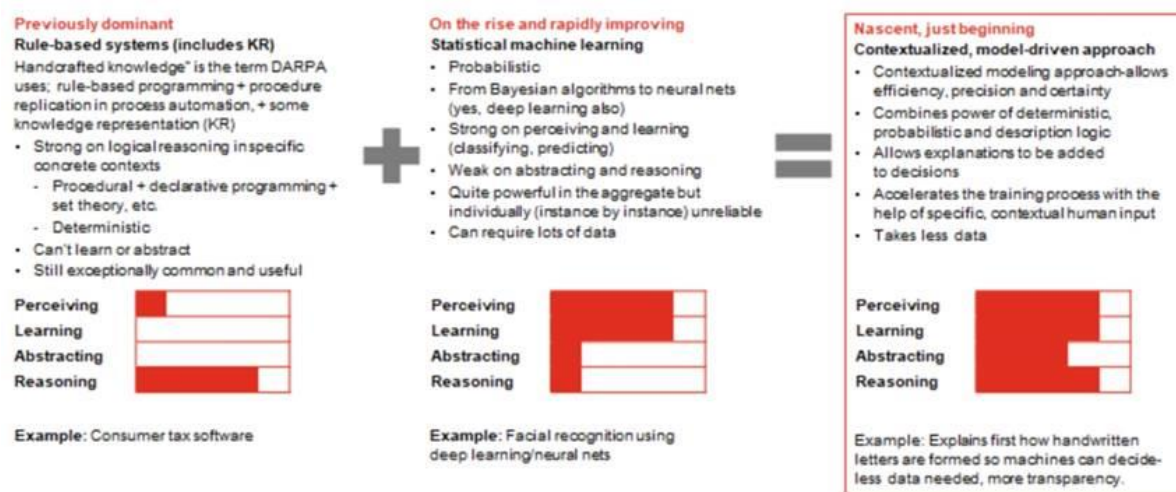 Previously dominant
Rule-based systems (includes KR)
Handcrafted knowledge" is the term DARPA
uses; rule-based programming + procedure
replication in process automation, + some
knowledge representation (KR)
• Strong on logical reasoning in specific
concrete contexts
- Procedural + declarative programming +
set theory, etc.
- Deterministic
• Can't learn or abstract
• Still exceptionally common and useful
Perceiving
Learning
Abstracting
Reasoning
Example: Consumer tax software
On the rise and rapidly improving
Statistical machine learning
• Probabilistic
• From Bayesian algorithms to neural nets
(yes, deep learning also)
• Strong on perceiving and learning
(classifying, predicting)
• Weak on abstracting and reasoning
• Quite powerful in the aggregate but
individually (instance by instance) unreliable
• Can require lots of data
Perceiving
Learning
Abstracting
Reasoning
Example: Facial recognition using
deep learning/neural nets
Nascent, just beginning
Contextualized, model-driven approach
• Contextualized modeling approach-allows
efficiency, precision and certainty
• Combines power of deterministic,
probabilistic and description logic
• Allows explanations to be added
to decisions
• Accelerates the training process with the
help of specific, contextual human input
• Takes less data
Perceiving
Learning
Abstracting
Reasoning
Example: Explains first how handwritten
letters are formed so machines can decide-
less data needed, more transparency.